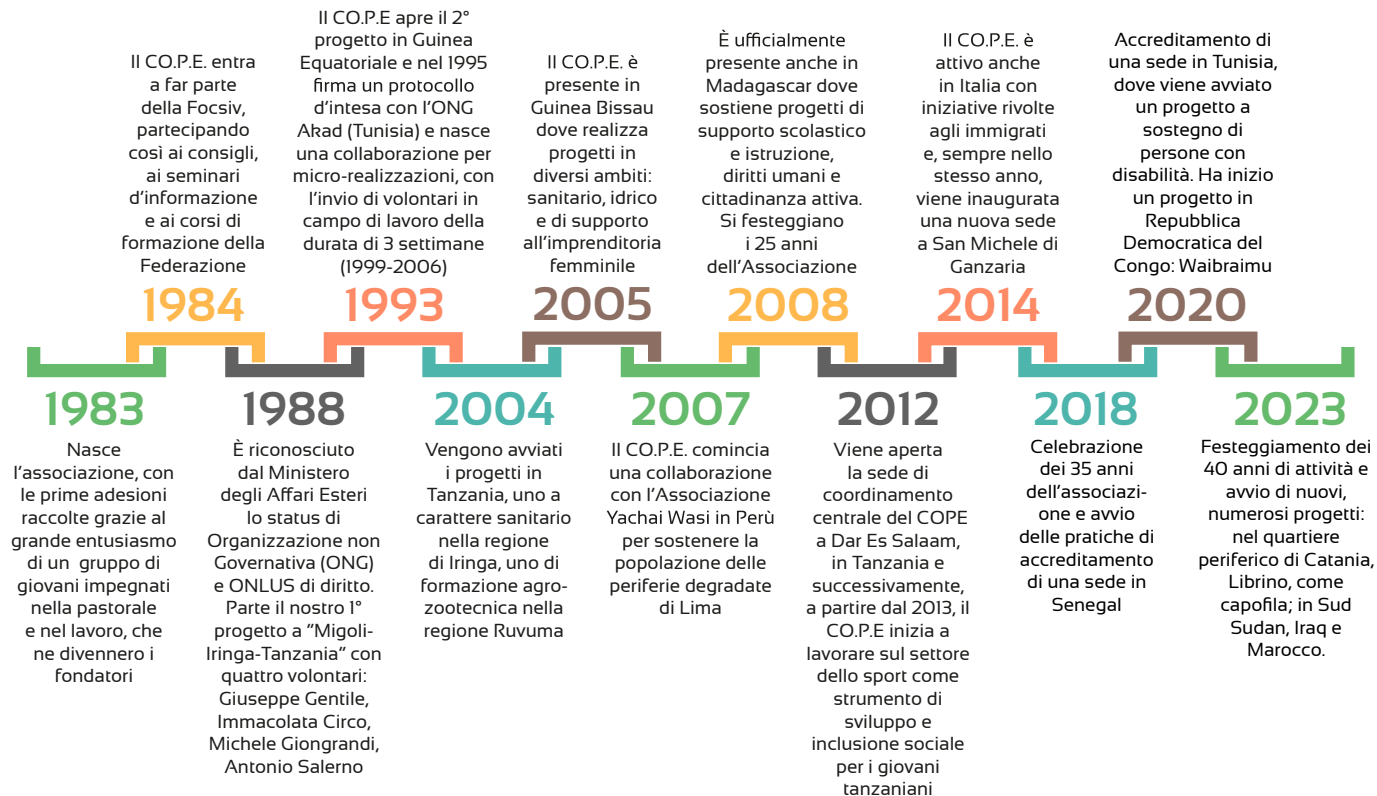 Il CO.P.E. entra
a far parte
della Focsiv,
partecipando
così ai consigli,
ai seminari
d'informazione
e ai corsi di
formazione della
Federazione
1984
Il CO.P.E apre il 2°
progetto in Guinea
Equatoriale e nel 1995
firma un protocollo
d'intesa con l'ONG
Akad (Tunisia) e nasce
una collaborazione per
micro-realizzazioni, con
l'invio di volontari in
campo di lavoro della
durata di 3 settimane
(1999-2006)
1993
Il CO.P.E. è
presente in
Guinea Bissau
dove realizza
progetti in
diversi ambiti:
sanitario, idrico
e di supporto
all'imprenditoria
femminile
2005
È ufficialmente
presente anche in
Madagascar dove
sostiene progetti di
supporto scolastico
e istruzione,
diritti umani e
cittadinanza attiva.
Si festeggiano
i 25 anni
dell'Associazione
2008
Il CO.P.E. è
attivo anche
in Italia con
iniziative rivolte
agli immigrati
e, sempre nello
stesso anno,
viene inaugurata
una nuova sede
a San Michele di
Ganzaria
2014
Accreditamento di
una sede in Tunisia,
dove viene avviato
un progetto a
sostegno di
persone con
disabilità. Ha inizio
un progetto in
Repubblica
Democratica del
Congo: Waibraimu
2020
1983
Nasce
l'associazione, con
le prime adesioni
raccolte grazie al
grande entusiasmo
di un gruppo di
giovani impegnati
nella pastorale
e nel lavoro, che
ne divennero i
fondatori
1988
È riconosciuto
dal Ministero
degli Affari Esteri
lo status di
Organizzazione non
Governativa (ONG)
e ONLUS di diritto.
Parte il nostro 1°
progetto a "Migoli-
Iringa-Tanzania" con
quattro volontari:
Giuseppe Gentile,
Immacolata Circo,
Michele Giongrandi,
Antonio Salerno
2004
Vengono avviati
i progetti in
Tanzania, uno a
carattere sanitario
nella regione
di Iringa, uno di
formazione agro-
zootecnica nella
regione Ruvuma
2007
Il CO.P.E. comincia
una collaborazione
con l'Associazione
Yachai Wasi in Perù
per sostenere la
popolazione delle
periferie degradate
di Lima
2012
Viene aperta
la sede di
coordinamento
centrale del COPE
a Dar Es Salaam,
in Tanzania e
successivamente,
a partire dal 2013, il
CO.P.E inizia a
lavorare sul settore
dello sport come
strumento di
sviluppo e
inclusione sociale
per i giovani
tanzaniani
2018
Celebrazione
dei 35 anni
dell'associazi-
one e avvio
delle pratiche di
accreditamento
di una sede in
Senegal
2023
Festeggiamento dei
40 anni di attività e
avvio di nuovi,
numerosi progetti:
nel quartiere
periferico di Catania,
Librino, come
capofila; in Sud
Sudan, Iraq e
Marocco.